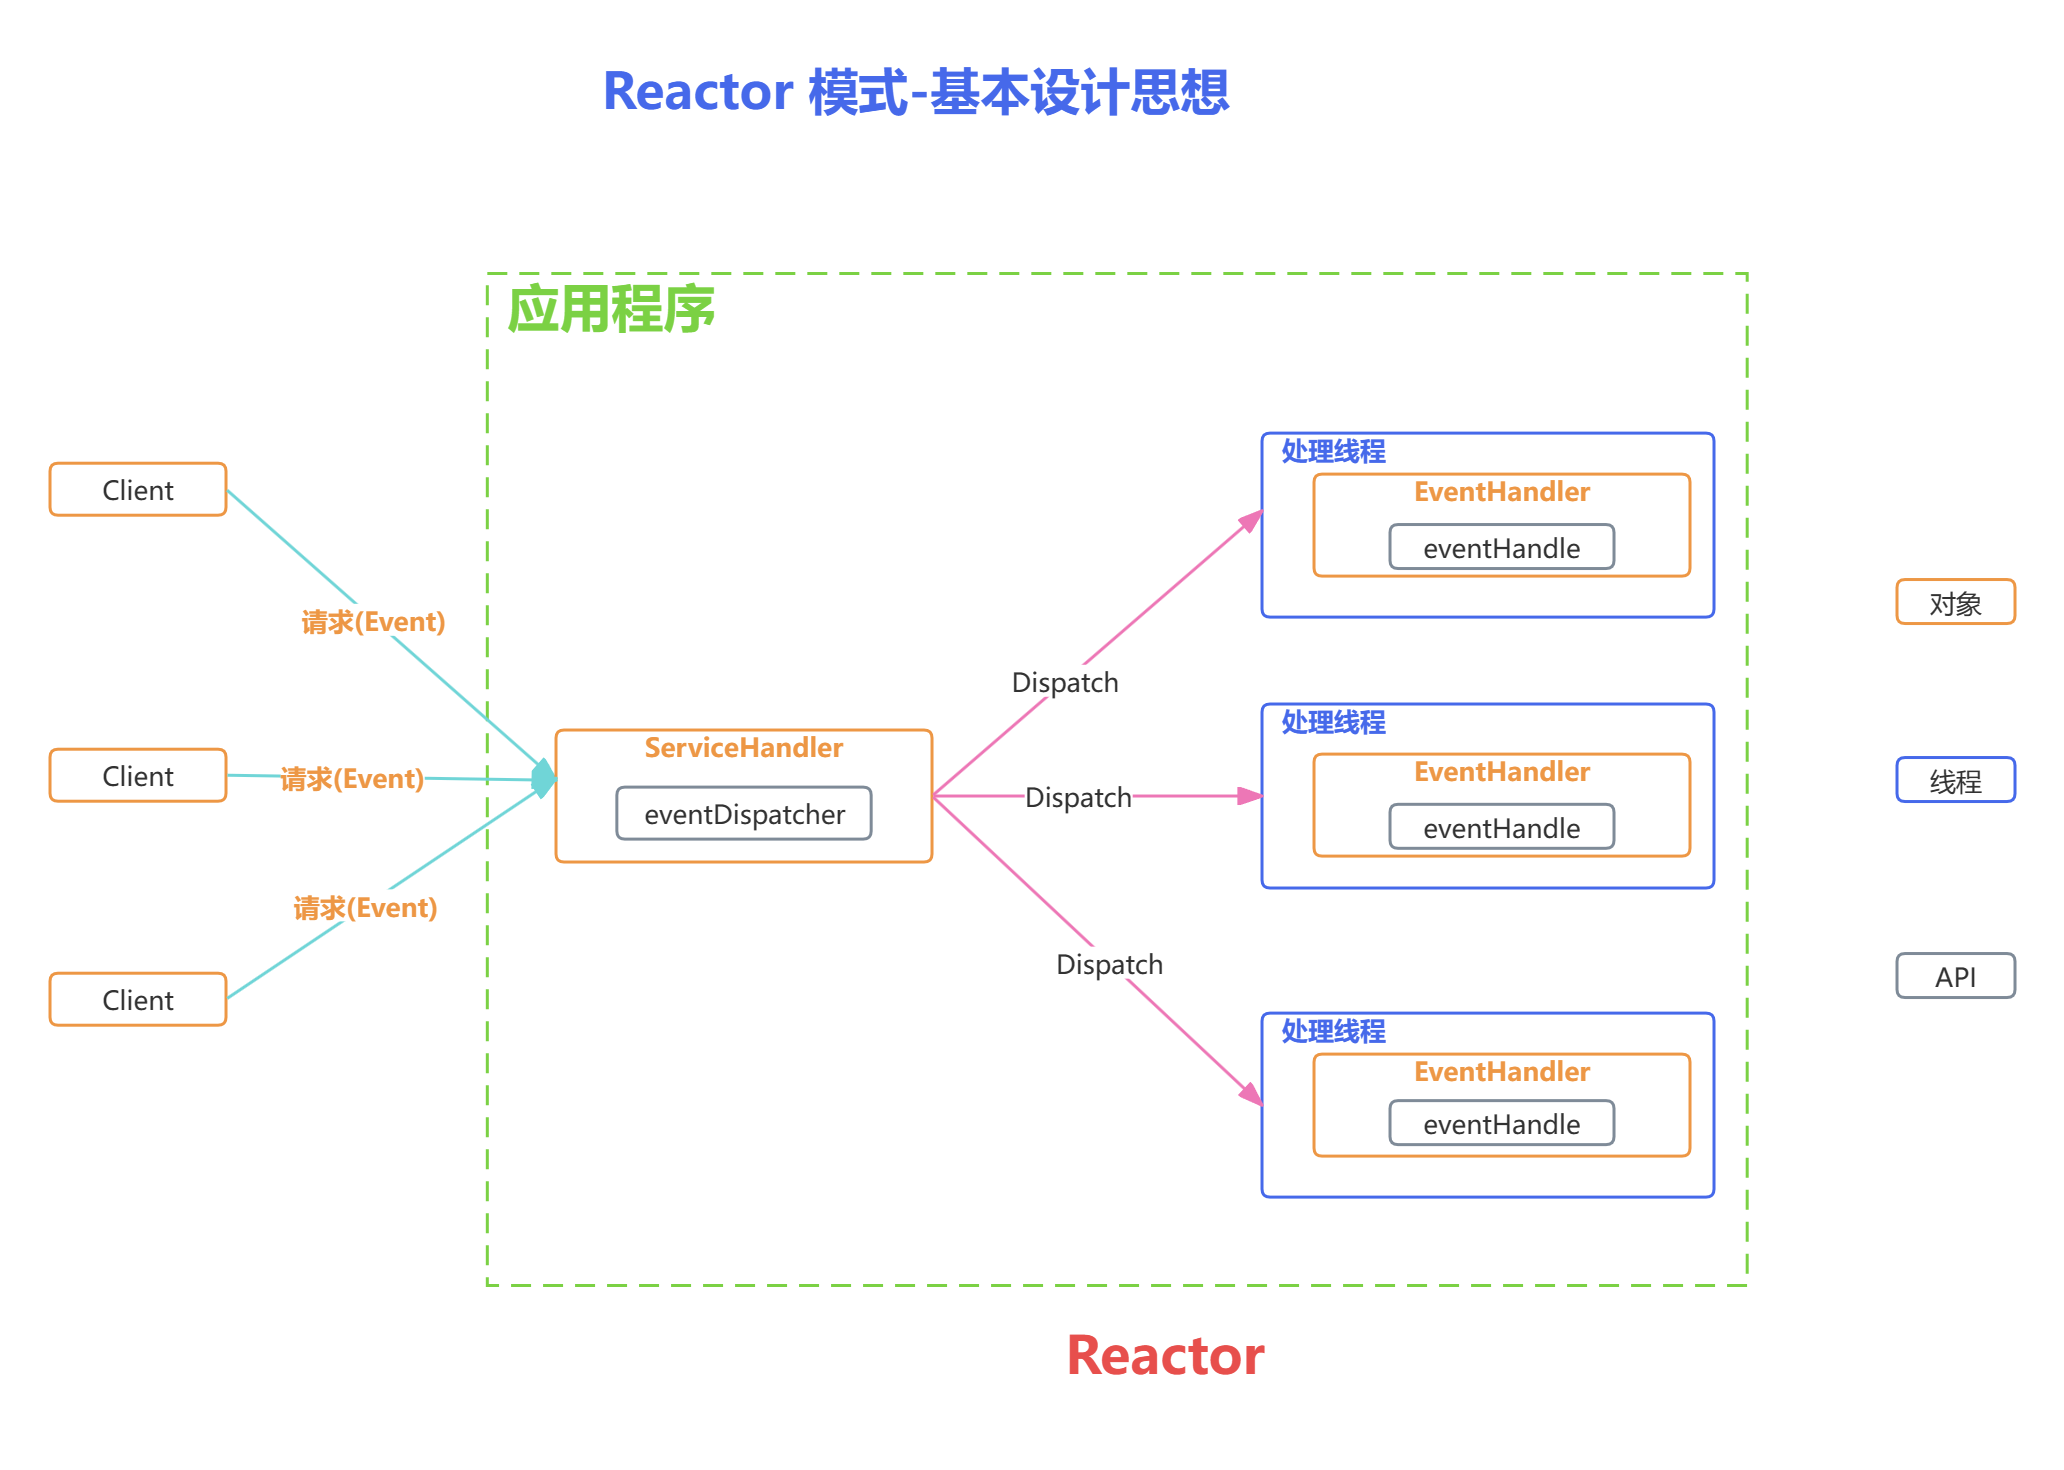 Reactor 模式-基本设计思想
应用程序
Client
请求(Event)
Client
请求(Event)
Client
请求(Event)
ServiceHandler
eventDispatcher
Dispatch
Dispatch
Dispatch
处理线程
EventHandler
eventHandle
处理线程
EventHandler
eventHandle
处理线程
EventHandler
eventHandle
对象
线程
API
Reactor